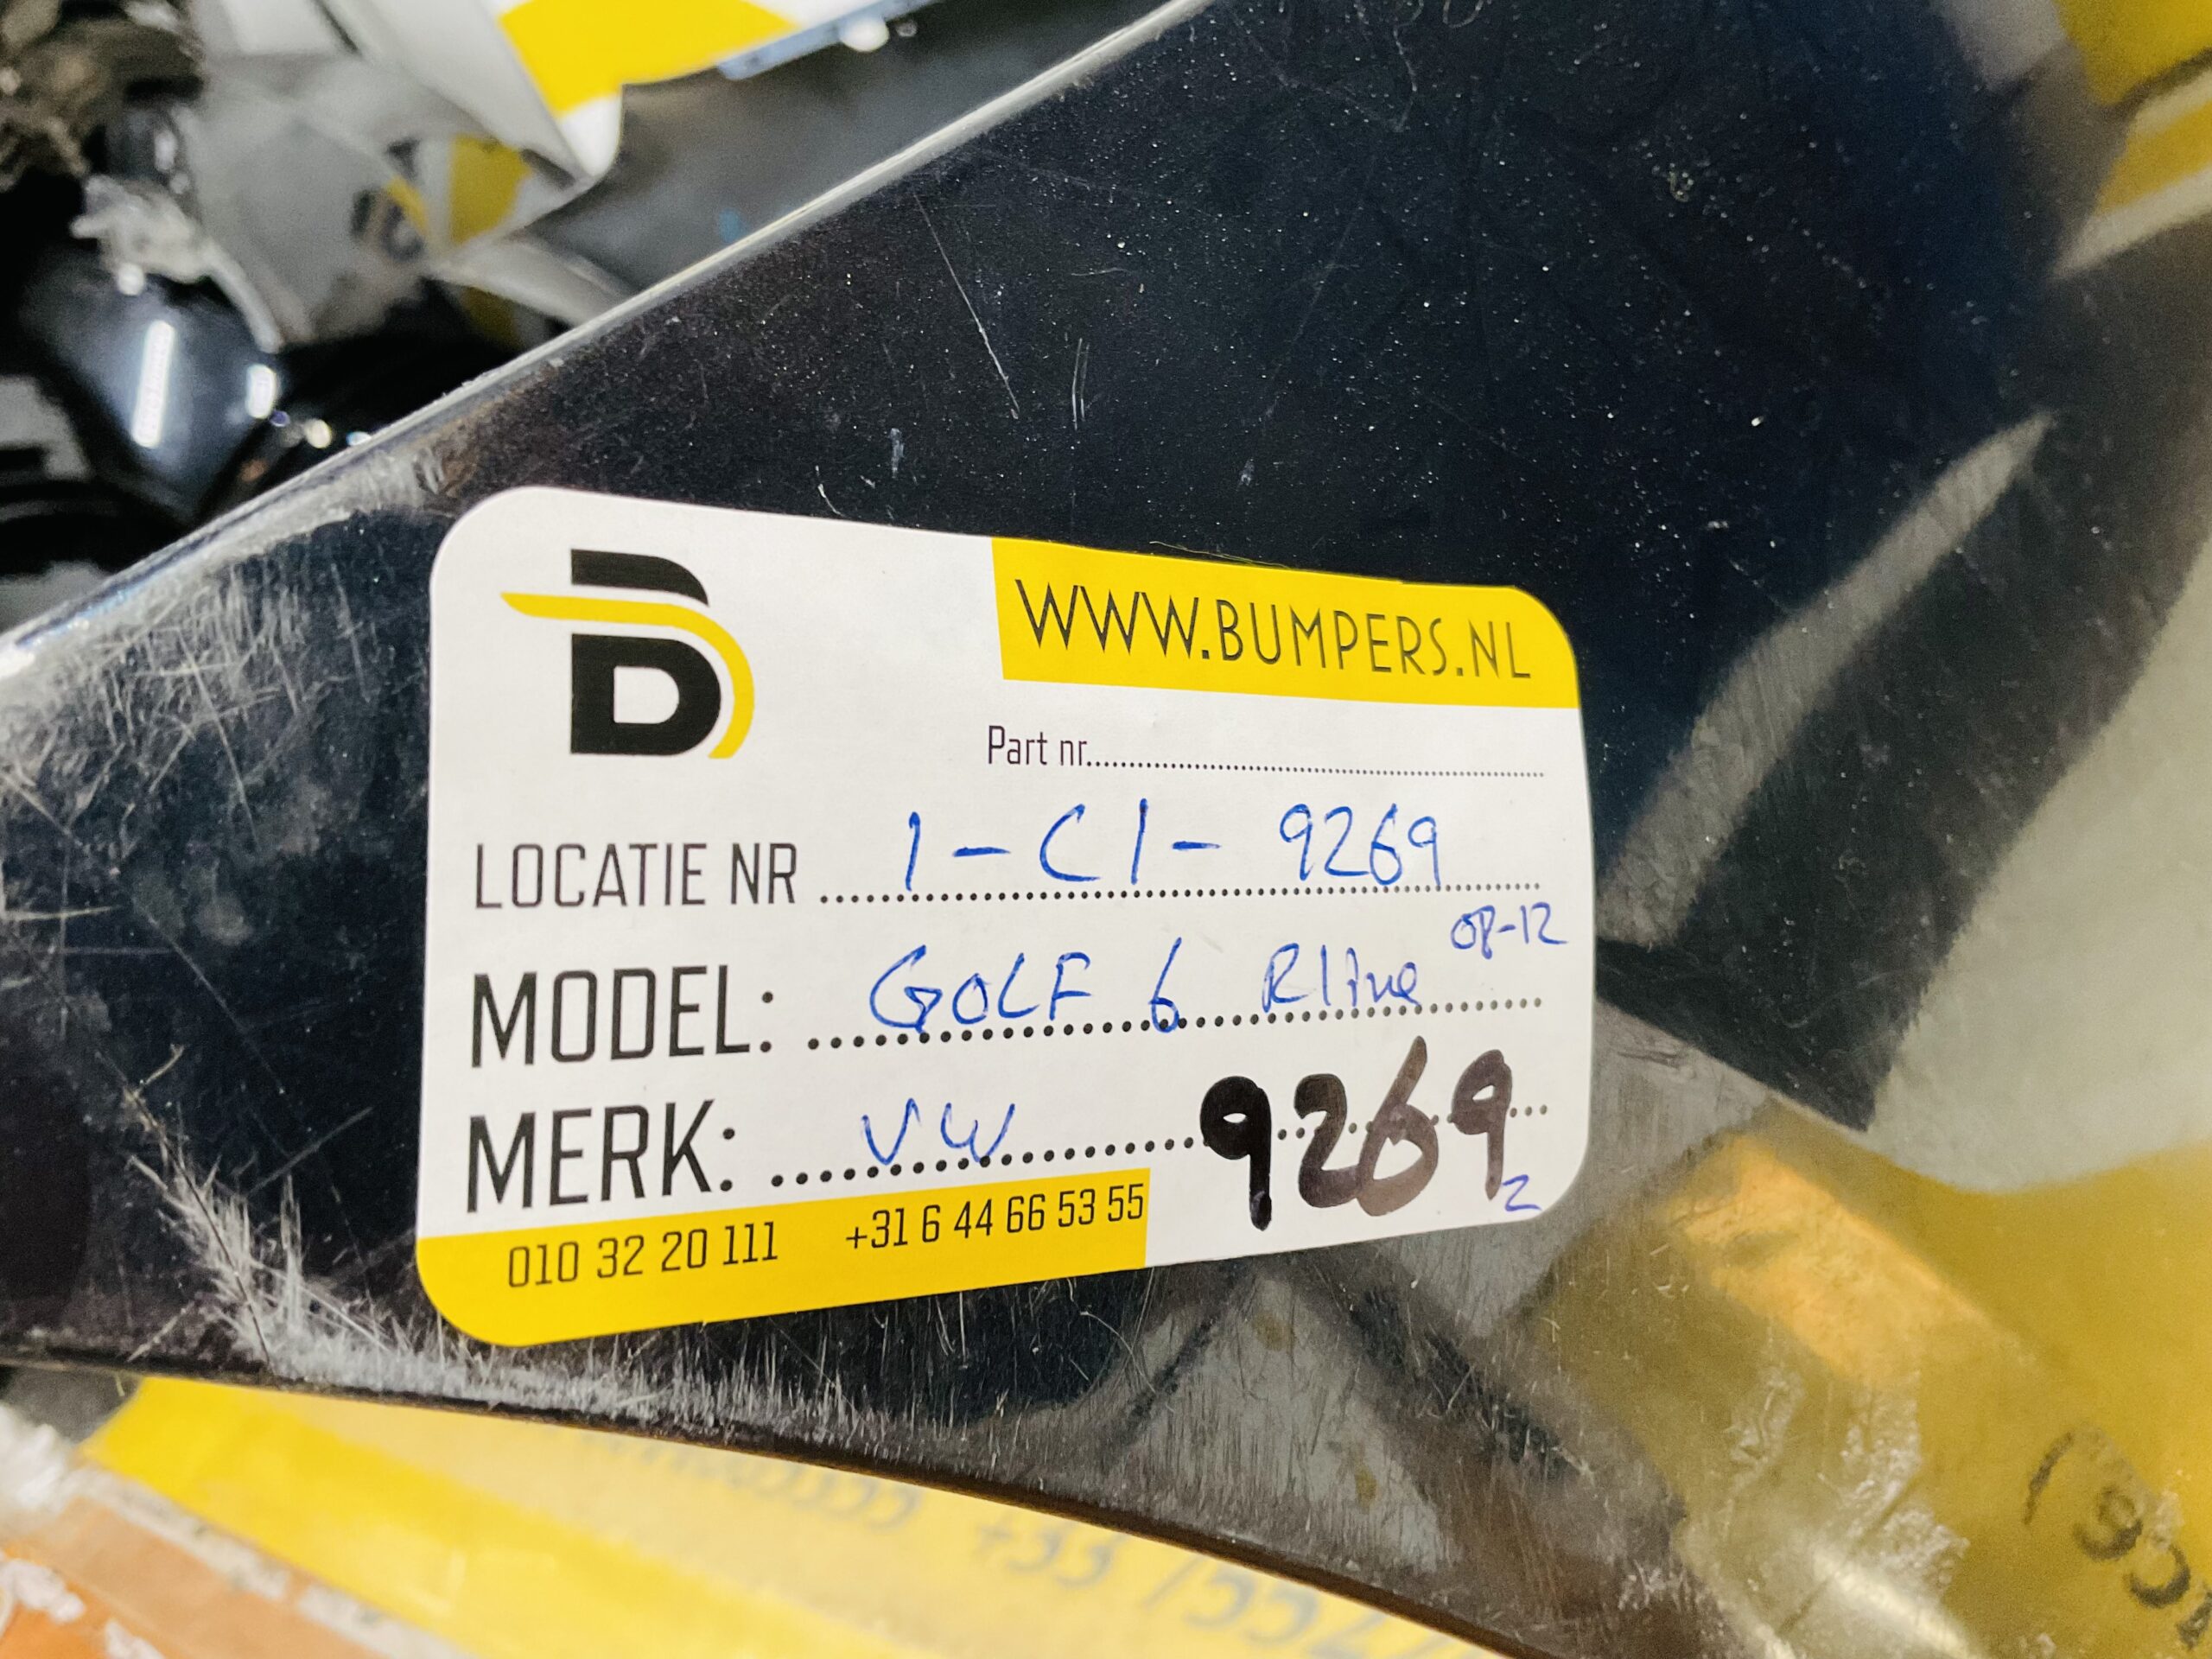 WWW.BUMPERS.NL
Part nr
LOCATIE NR 1-C1-9269
08-12
MODEL: GOLF 6 Rline
MERK: VW 9269
2
010 32 20 111 +31 6 44 66 53 55